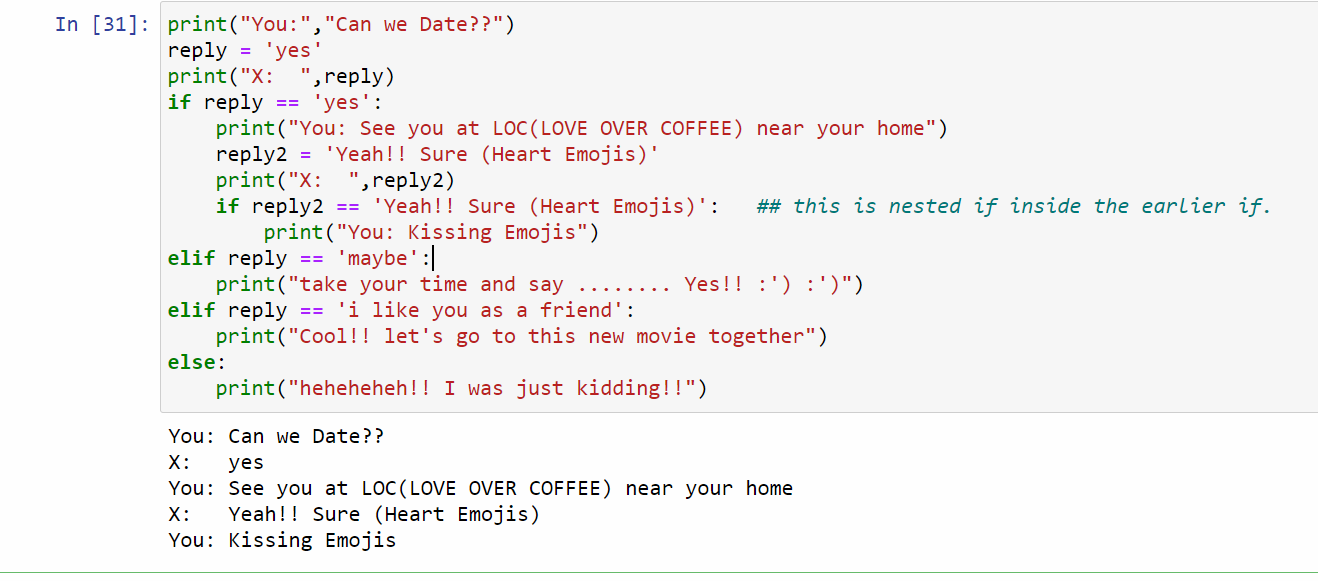 In [31]: print("You:","Can we Date??")
reply = 'yes'
print("X:  ",reply)
if reply == 'yes':
    print("You: See you at LOC(LOVE OVER COFFEE) near your home")
    reply2 = 'Yeah!! Sure (Heart Emojis)'
    print("X:  ",reply2)
    if reply2 == 'Yeah!! Sure (Heart Emojis)':   ## this is nested if inside the earlier if.
        print("You: Kissing Emojis")
elif reply == 'maybe':
    print("take your time and say ........ Yes!! :') :')")
elif reply == 'i like you as a friend':
    print("Cool!! let's go to this new movie together")
else:
    print("heheheheh!! I was just kidding!!")
You: Can we Date??
X:   yes
You: See you at LOC(LOVE OVER COFFEE) near your home
X:   Yeah!! Sure (Heart Emojis)
You: Kissing Emojis